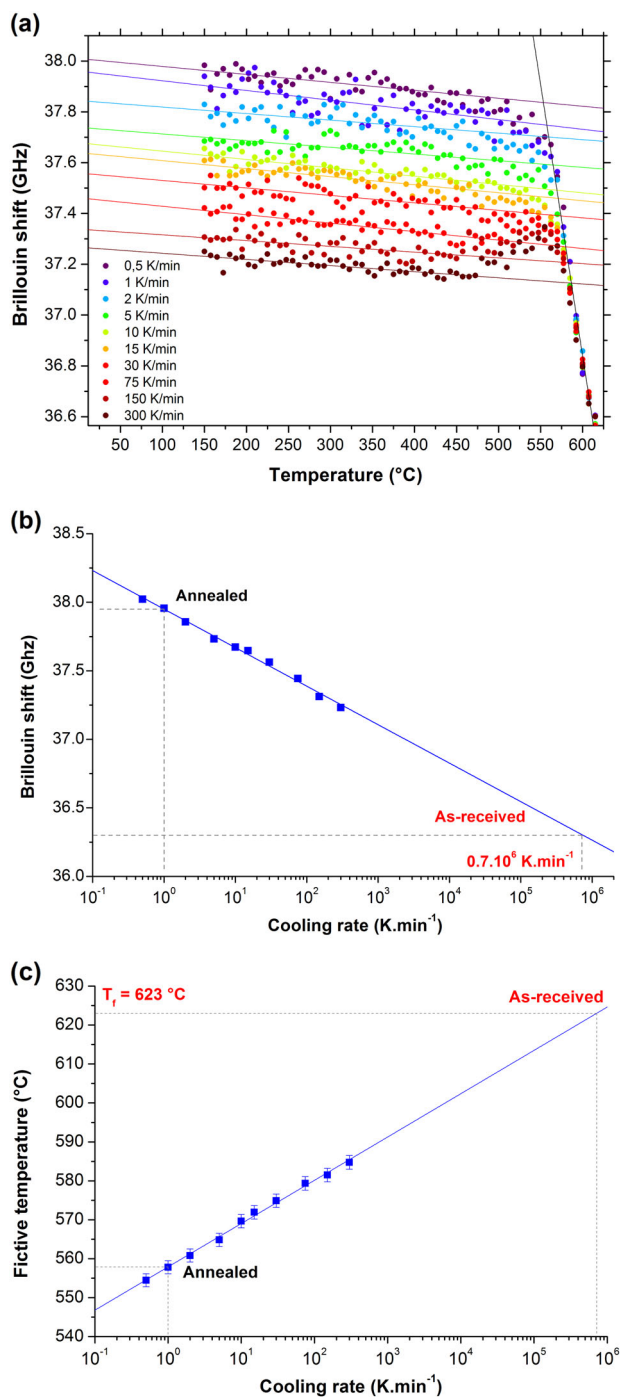 (a)
38.0
37.8
37.6
37.4
37.2
37.0
36.8
36.6
Brillouin shift (GHz)
0,5 K/min
1 K/min
2 K/min
5 K/min
10 K/min
15 K/min
30 K/min
75 K/min
150 K/min
300 K/min
50 100 150 200 250 300 350 400 450 500 550 600
Temperature (°C)
(b)
38.5
38.0
37.5
37.0
36.5
36.0
Brillouin shift (Ghz)
Annealed
As-received
0.7.10⁶ K.min⁻¹
10⁻¹ 10⁰ 10¹ 10² 10³ 10⁴ 10⁵ 10⁶
Cooling rate (K.min⁻¹)
(c)
630
620
610
600
590
580
570
560
550
540
Fictive temperature (°C)
T_f = 623 °C
As-received
Annealed
10⁻¹ 10⁰ 10¹ 10² 10³ 10⁴ 10⁵ 10⁶
Cooling rate (K.min⁻¹)